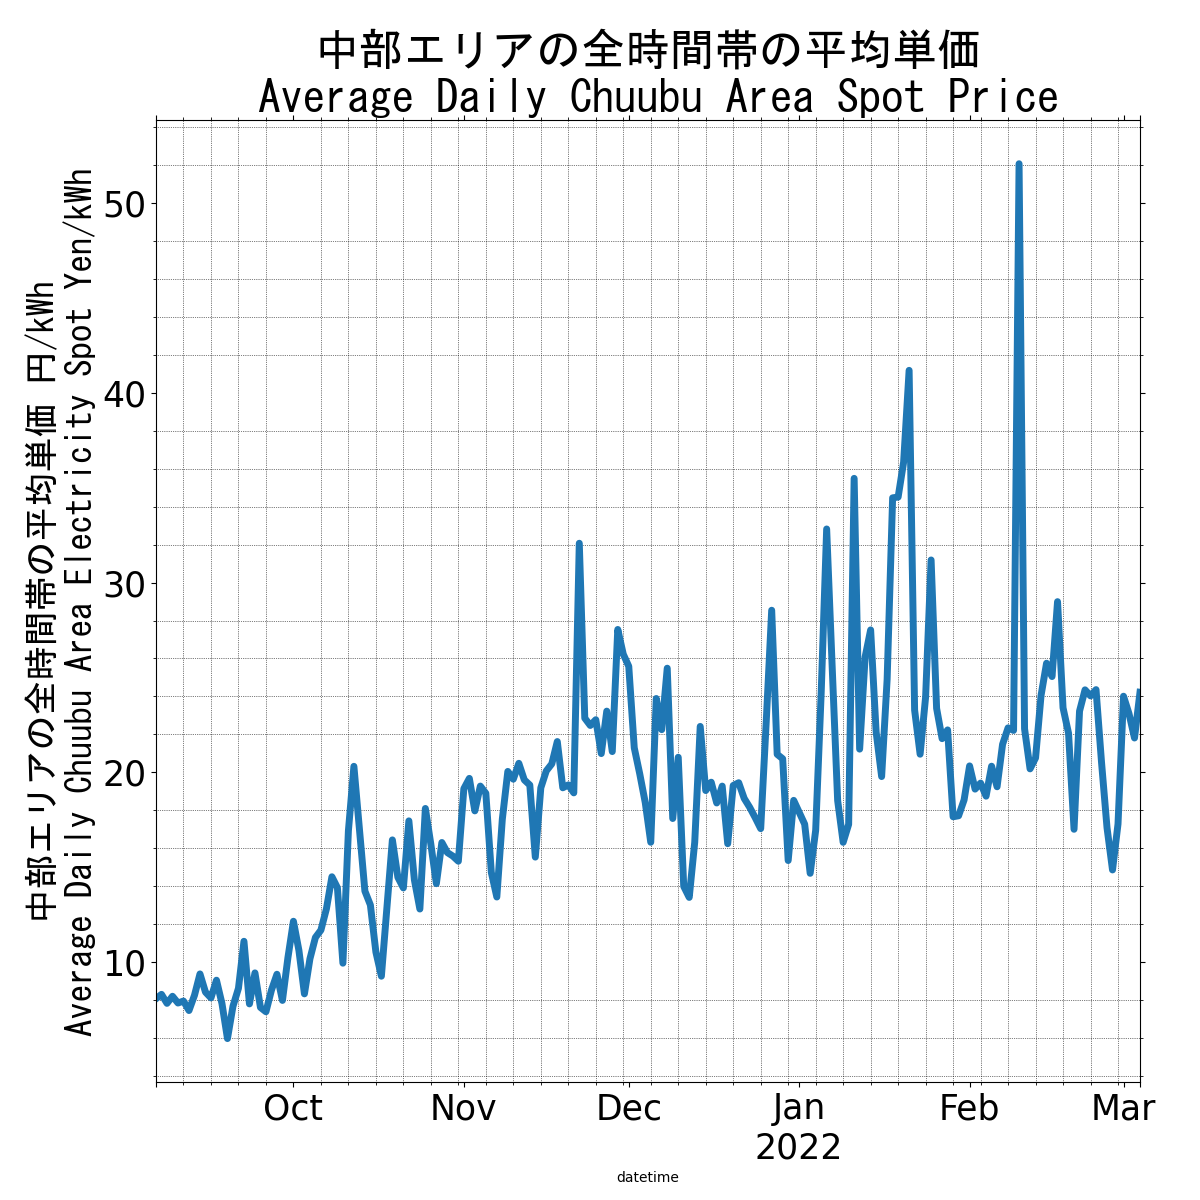 中部エリアの全時間帯の平均単価
Average Daily Chuubu Area Spot Price
中部エリアの全時間帯の平均単価 円/kWh
Average Daily Chuubu Area Electricity Spot Yen/kWh
50
40
30
20
10
Oct
Nov
Dec
Jan
2022
Feb
Mar
datetime